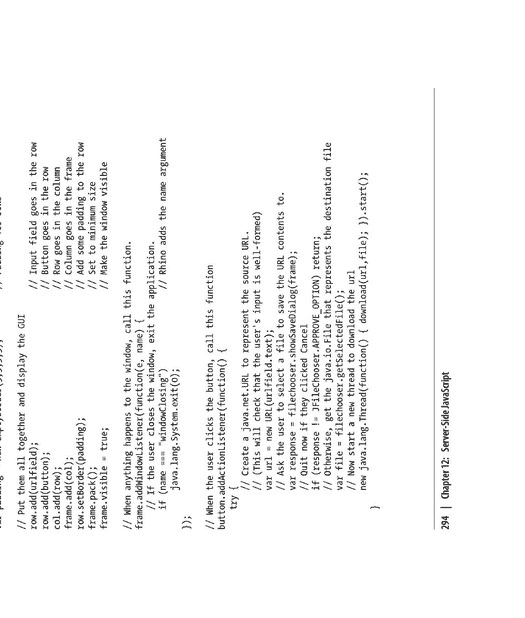 // Put them all together and display the GUI
row.add(urlfield); // Input field goes in the row
row.add(button); // Button goes in the row
col.add(row); // Row goes in the column
frame.add(col); // Column goes in the frame
row.setBorder(padding); // Add some padding to the row
frame.pack(); // Set to minimum size
frame.visible = true; // Make the window visible
// When anything happens to the window, call this function.
frame.addWindowListener(function(e, name) {
// If the user closes the window, exit the application.
if (name === "windowClosing") // Rhino adds the name argument
java.lang.System.exit(0);
});
// When the user clicks the button, call this function
button.addActionListener(function() {
try {
// Create a java.net.URL to represent the source URL.
// (This will check that the user's input is well-formed)
var url = new URL(urlfield.text);
// Ask the user to select a file to save the URL contents to.
var response = filechooser.showSaveDialog(frame);
// Quit now if they clicked Cancel
if (response != JFileChooser.APPROVE_OPTION) return;
// Otherwise, get the java.io.File that represents the destination file
var file = filechooser.getSelectedFile();
// Now start a new thread to download the url
new java.lang.Thread(function() { download(url,file); }).start();
}
294 | Chapter 12: Server-Side JavaScript